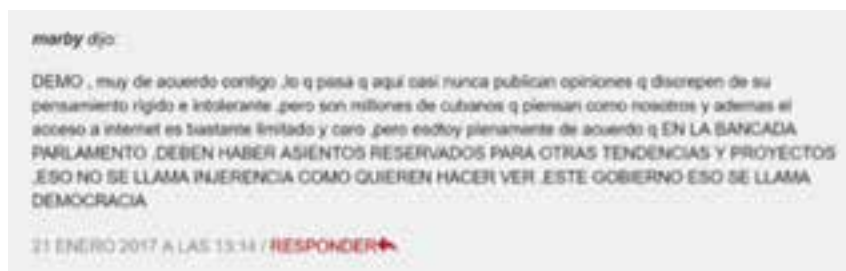 marby dijo:
DEMO , muy de acuerdo contigo ,lo q pasa q aqui casi nunca publican opiniones q discrepen de su
pensamiento rigido e intolerante ,pero son millones de cubanos q piensan como nosotros y ademas el
acceso a internet es bastante limitado y caro ,pero esdtoy plenamente de acuerdo q EN LA BANCADA
PARLAMENTO ,DEBEN HABER ASIENTOS RESERVADOS PARA OTRAS TENDENCIAS Y PROYECTOS
,ESO NO SE LLAMA INJERENCIA COMO QUIEREN HACER VER ,ESTE GOBIERNO ESO SE LLAMA
DEMOCRACIA
21 ENERO 2017 A LAS 13:14 / RESPONDER